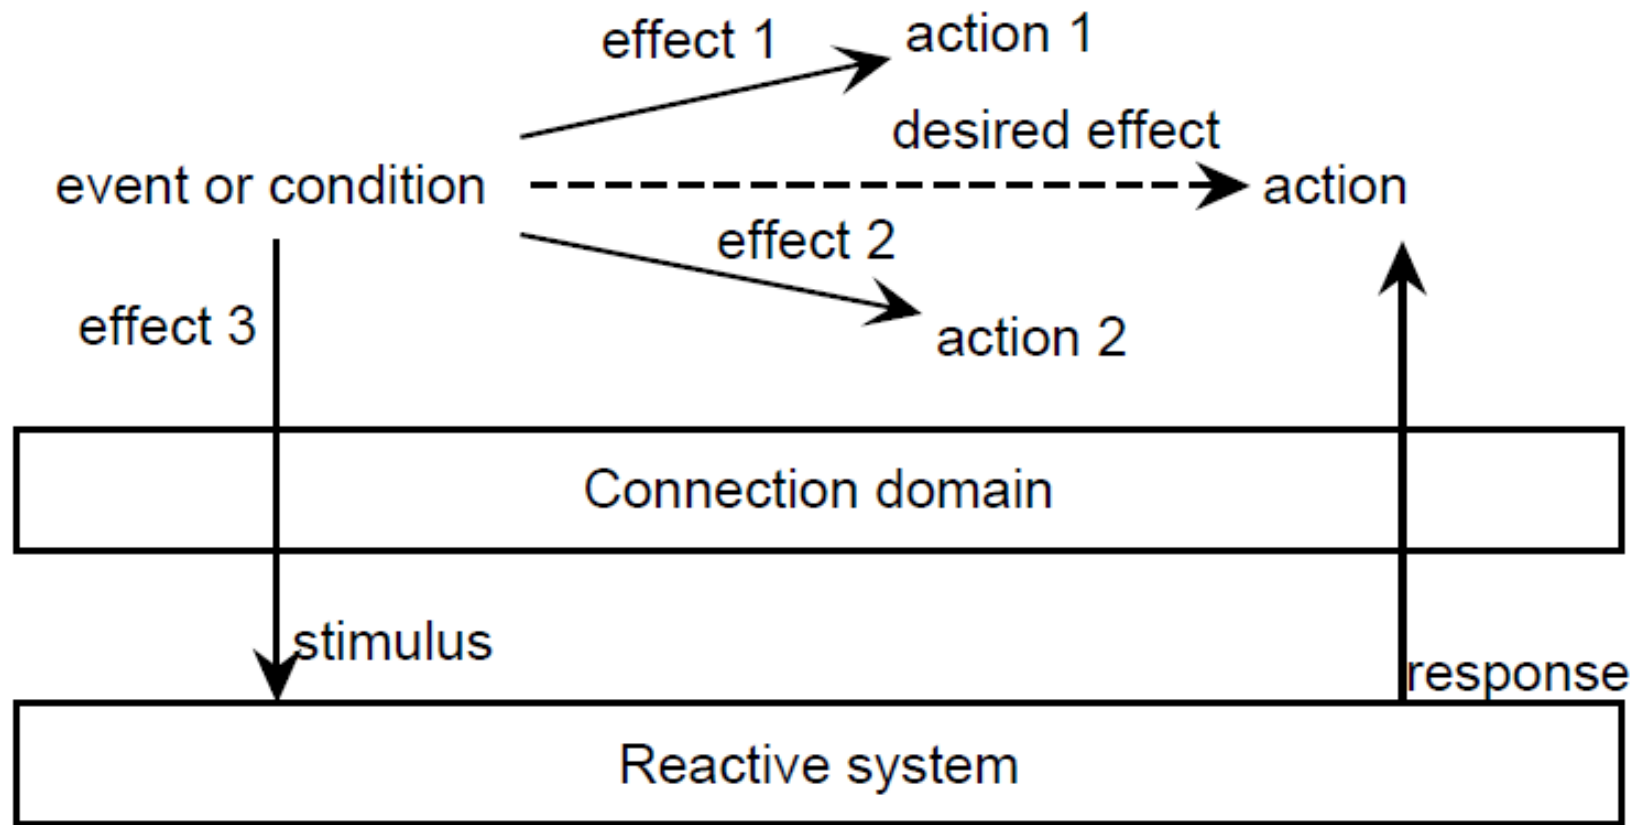 effect 1
action 1
desired effect
event or condition
action
effect 2
effect 3
action 2
Connection domain
stimulus
response
Reactive system